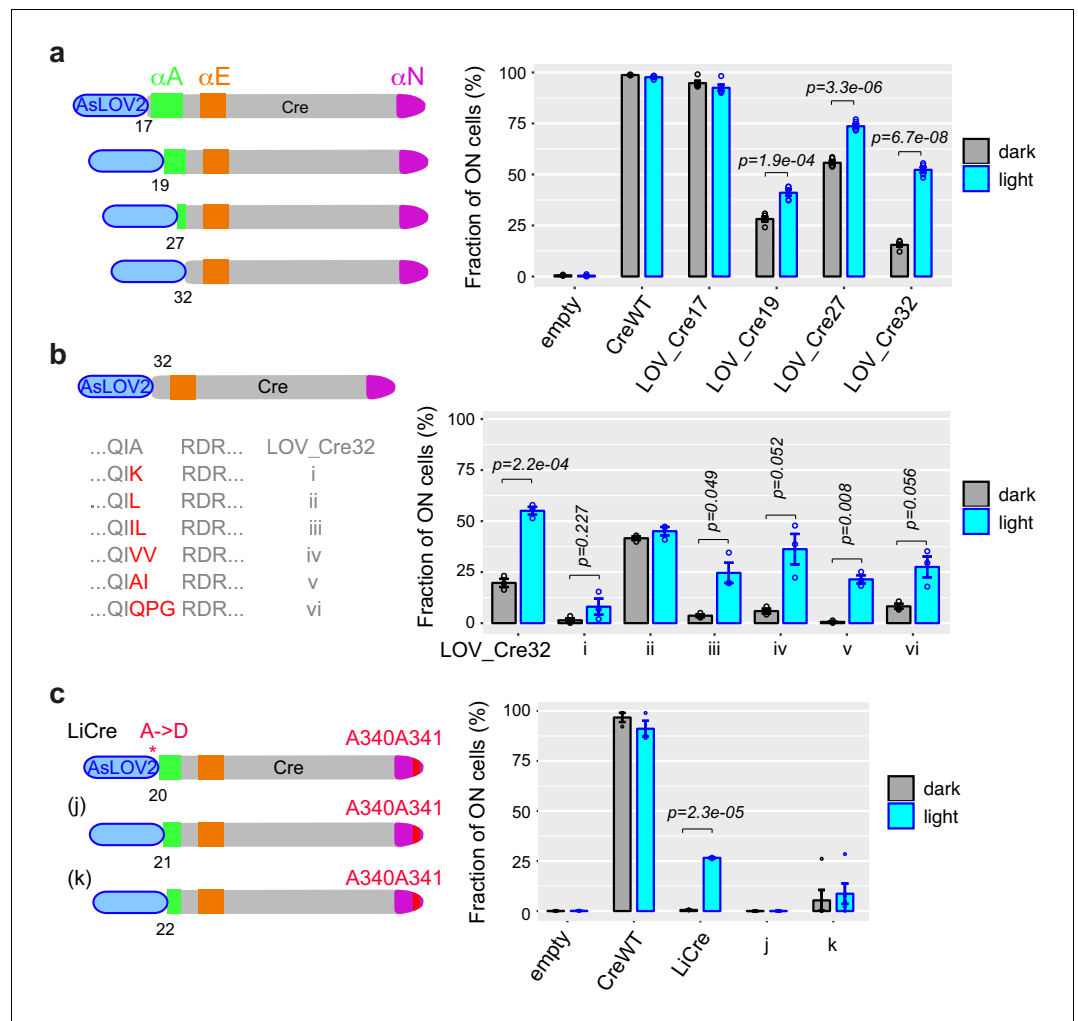 a
αA αE αN
AsLOV2 Cre
17
19
27
32
Fraction of ON cells (%)
100
75
50
25
0
p=1.9e-04
p=3.3e-06
p=6.7e-08
empty
CreWT
LOV_Cre17
LOV_Cre19
LOV_Cre27
LOV_Cre32
dark
light
b
32
AsLOV2 Cre
...QIA RDR... LOV_Cre32
...QIK RDR... i
...QIL RDR... ii
...QIIL RDR... iii
...QIVV RDR... iv
...QIAI RDR... v
...QIQPG RDR... vi
Fraction of ON cells (%)
100
75
50
25
0
p=2.2e-04
p=0.227
p=0.049
p=0.052
p=0.008
p=0.056
LOV_Cre32 i ii iii iv v vi
dark
light
c
LiCre A->D
*
A340A341
AsLOV2 Cre
20
(j) A340A341
21
(k) A340A341
22
Fraction of ON cells (%)
100
75
50
25
0
p=2.3e-05
empty
CreWT
LiCre
j
k
dark
light